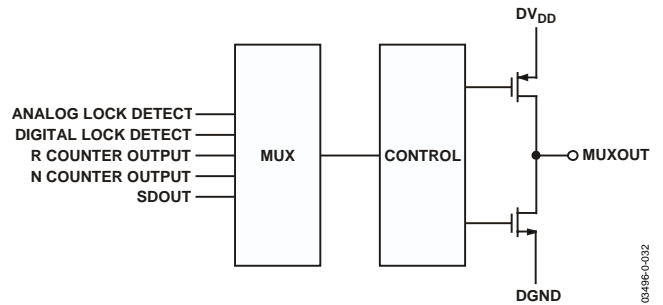 DVDD
ANALOG LOCK DETECT
DIGITAL LOCK DETECT
R COUNTER OUTPUT
N COUNTER OUTPUT
SDOUT
MUX
CONTROL
MUXOUT
DGND
03496-0-032